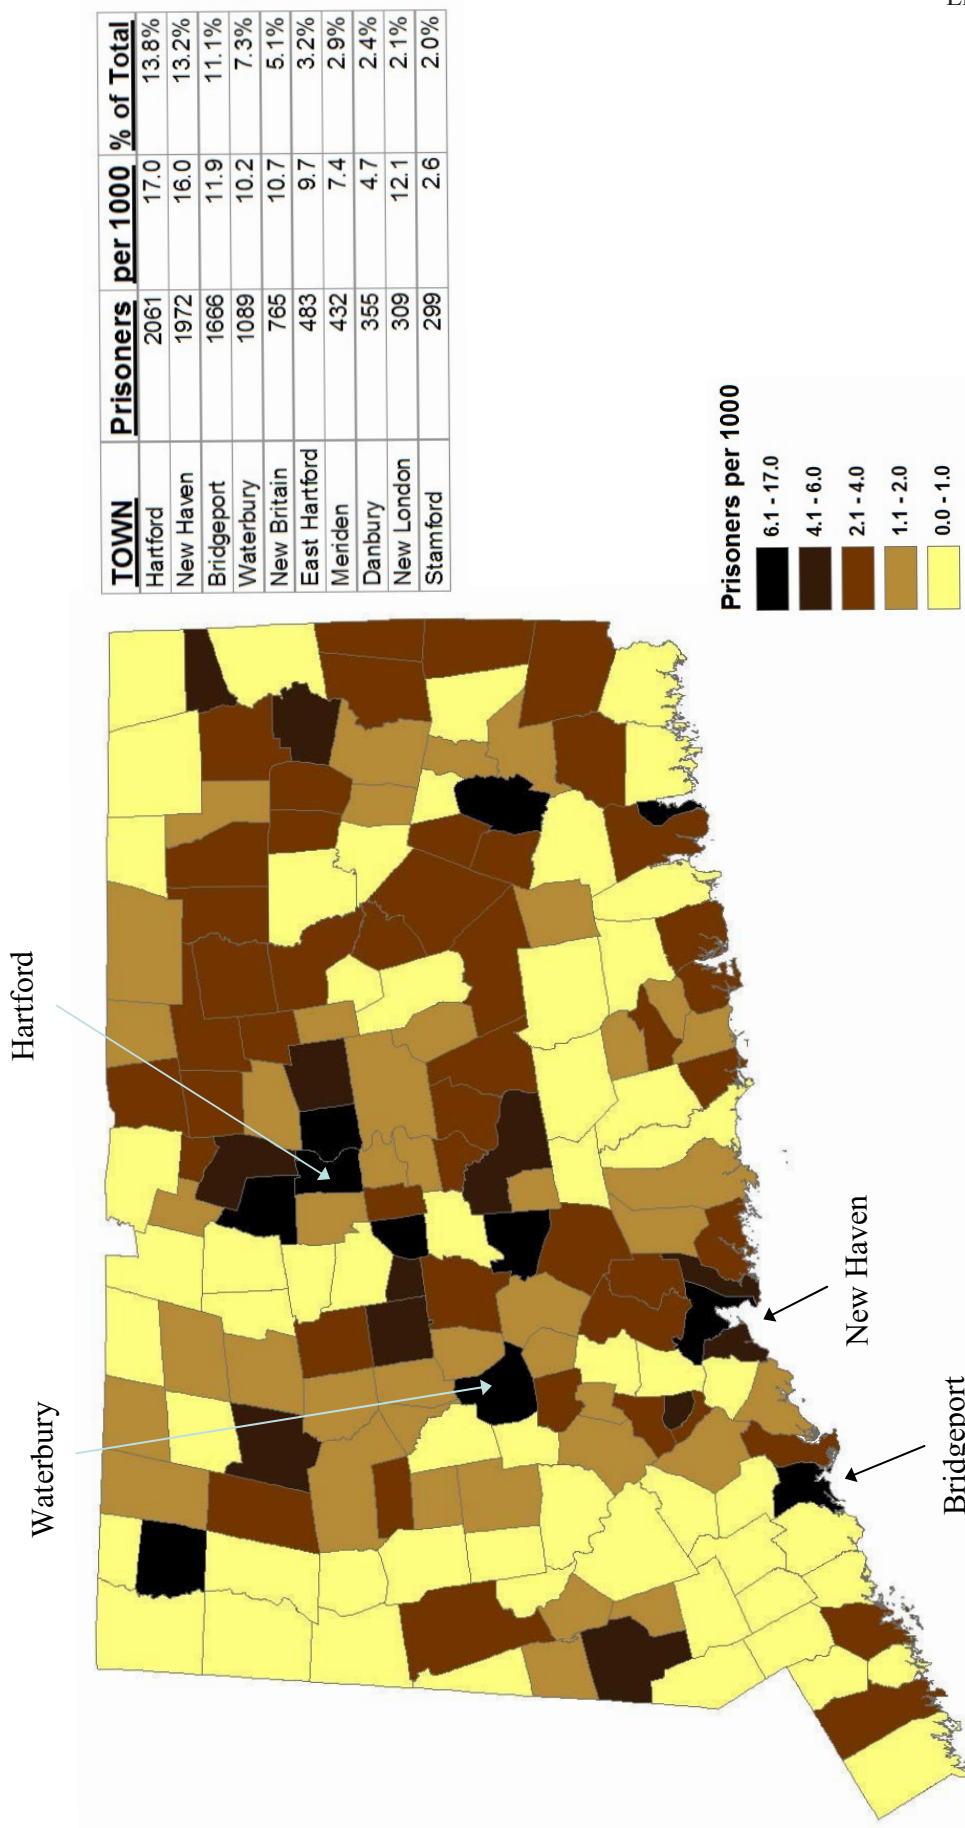 TOWN Prisoners per 1000 % of Total
Hartford 2061 17.0 13.8%
New Haven 1972 16.0 13.2%
Bridgeport 1666 11.9 11.1%
Waterbury 1089 10.2 7.3%
New Britain 765 10.7 5.1%
East Hartford 483 9.7 3.2%
Meriden 432 7.4 2.9%
Danbury 355 4.7 2.4%
New London 309 12.1 2.1%
Stamford 299 2.6 2.0%
Hartford
Waterbury
New Haven
Bridgeport
Prisoners per 1000
6.1 - 17.0
4.1 - 6.0
2.1 - 4.0
1.1 - 2.0
0.0 - 1.0